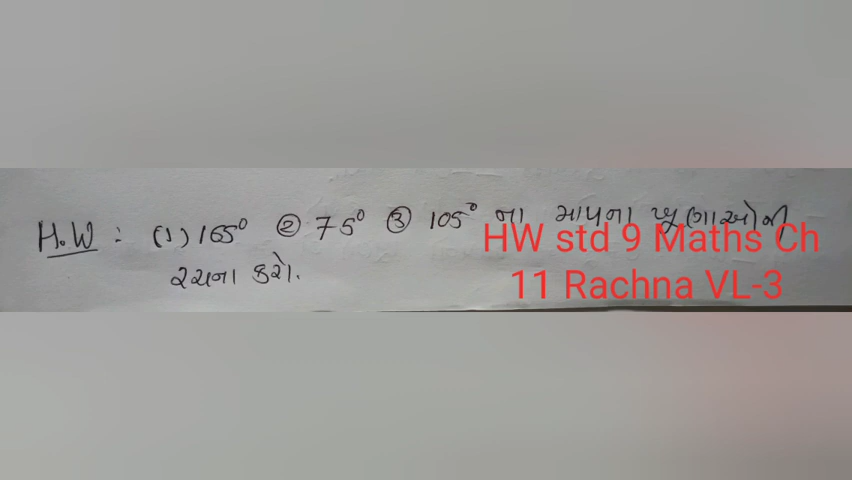 H.W : (1) 165° ② 75° ③ 105° ના માપના ખૂણાઓની
રચના કરો.
HW std 9 Maths Ch
11 Rachna VL-3